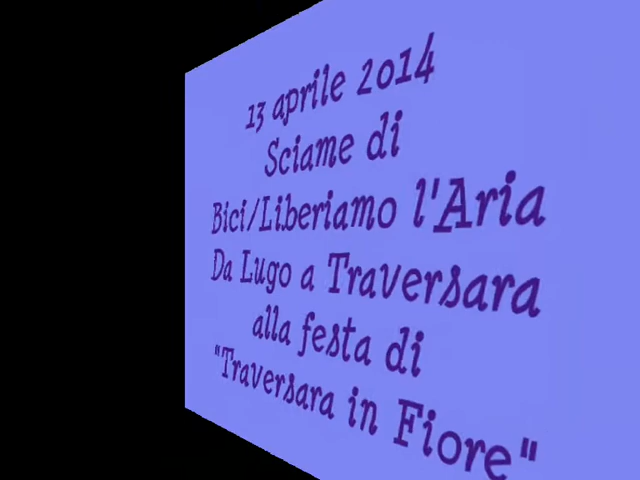 13 aprile 2014
Sciame di
Bici/Liberiamo l'Aria
Da Lugo a Traversara
alla festa di
"Traversara in Fiore"